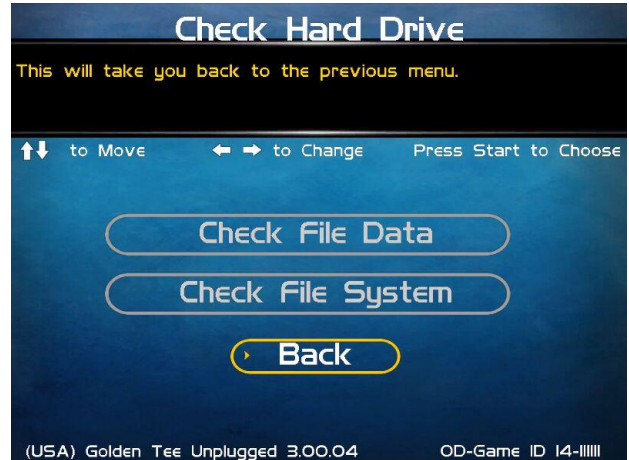 Check Hard Drive
This will take you back to the previous menu.
to Move to Change Press Start to Choose
Check File Data
Check File System
Back
(USA) Golden Tee Unplugged 3.00.04 OD-Game ID 14-111111